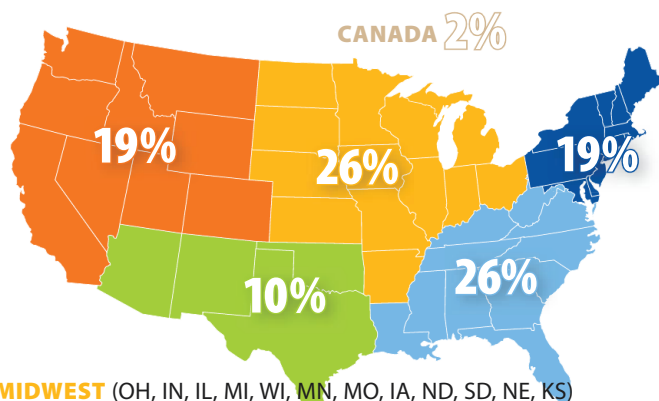 CANADA 2%
19%
26%
19%
10%
26%
MIDWEST (OH, IN, IL, MI, WI, MN, MO, IA, ND, SD, NE, KS)